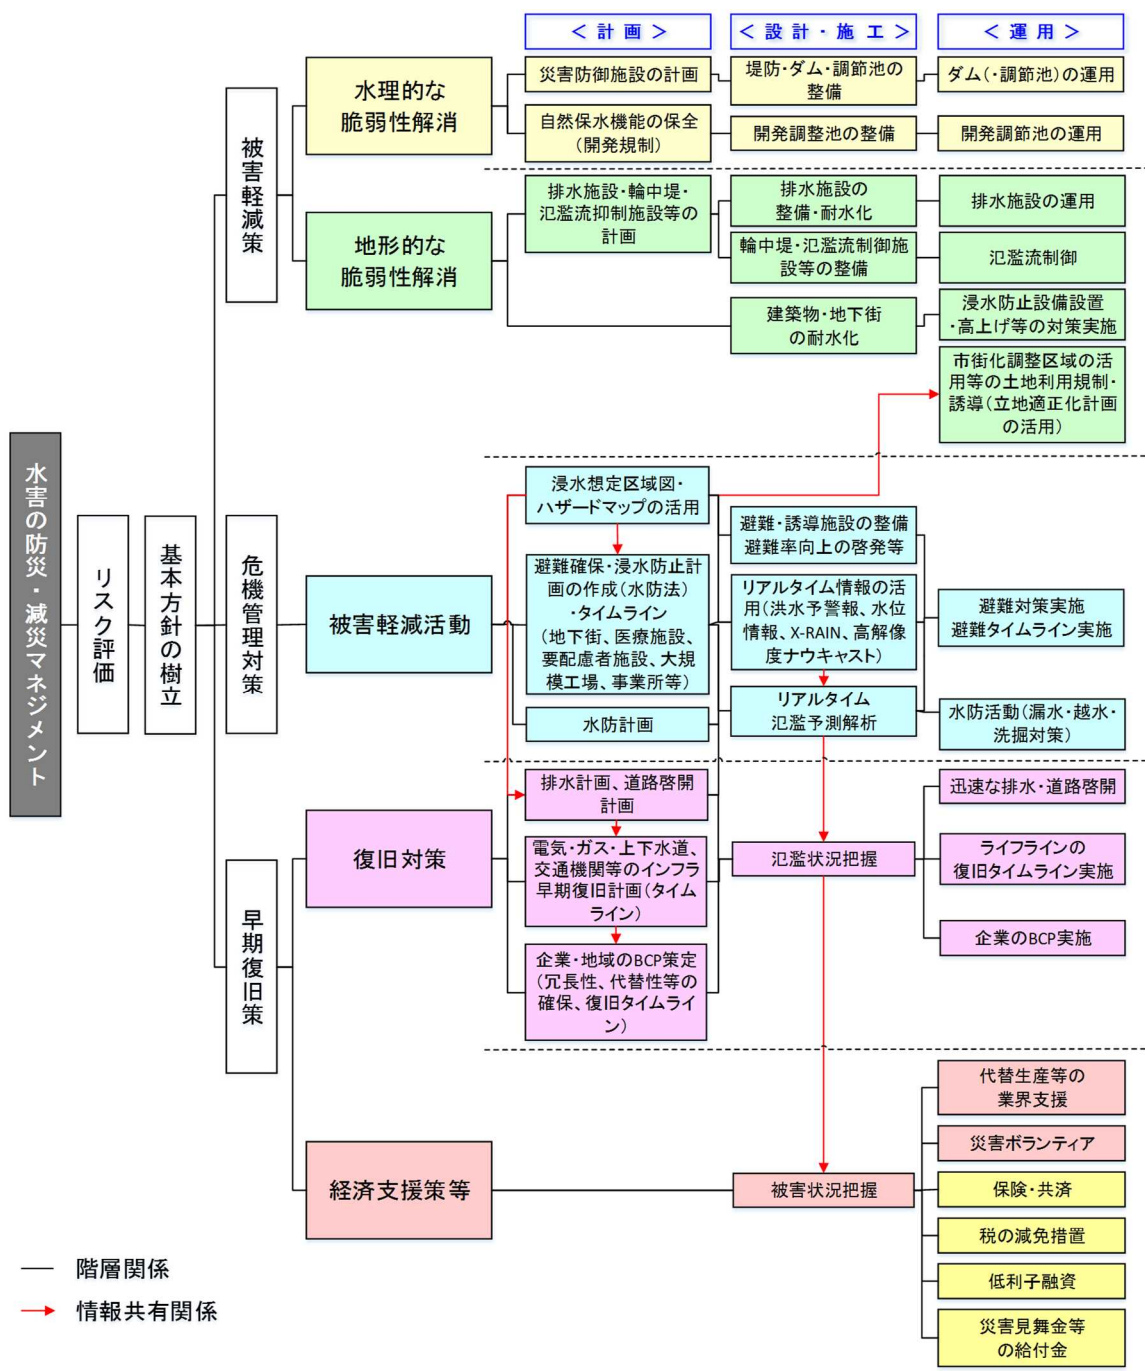 ＜計画＞
＜設計・施工＞
＜運用＞
水害の防災・減災マネジメント
リスク評価
基本方針の樹立
被害軽減策
水理的な
脆弱性解消
災害防御施設の計画
堤防・ダム・調節池の
整備
ダム(・調節池)の運用
自然保水機能の保全
(開発規制)
開発調整池の整備
開発調節池の運用
地形的な
脆弱性解消
排水施設・輪中堤・
氾濫流抑制施設等の
計画
排水施設の
整備・耐水化
排水施設の運用
輪中堤・氾濫流制御施
設等の整備
氾濫流制御
建築物・地下街
の耐水化
浸水防止設備設置
・高上げ等の対策実施
市街化調整区域の活
用等の土地利用規制・
誘導(立地適正化計画
の活用)
危機管理対策
被害軽減活動
浸水想定区域図・
ハザードマップの活用
避難確保・浸水防止計
画の作成(水防法)
・タイムライン
(地下街、医療施設、
要配慮者施設、大規
模工場、事業所等)
水防計画
避難・誘導施設の整備
避難率向上の啓発等
リアルタイム情報の活
用(洪水予警報、水位
情報、X-RAIN、高解像
度ナウキャスト)
リアルタイム
氾濫予測解析
避難対策実施
避難タイムライン実施
水防活動(漏水・越水・
洗掘対策)
早期復旧策
復旧対策
排水計画、道路啓開
計画
電気・ガス・上下水道、
交通機関等のインフラ
早期復旧計画(タイム
ライン)
企業・地域のBCP策定
(冗長性、代替性等の
確保、復旧タイムライ
ン)
氾濫状況把握
迅速な排水・道路啓開
ライフラインの
復旧タイムライン実施
企業のBCP実施
経済支援策等
被害状況把握
代替生産等の
業界支援
災害ボランティア
保険・共済
税の減免措置
低利子融資
災害見舞金等
の給付金
階層関係
情報共有関係